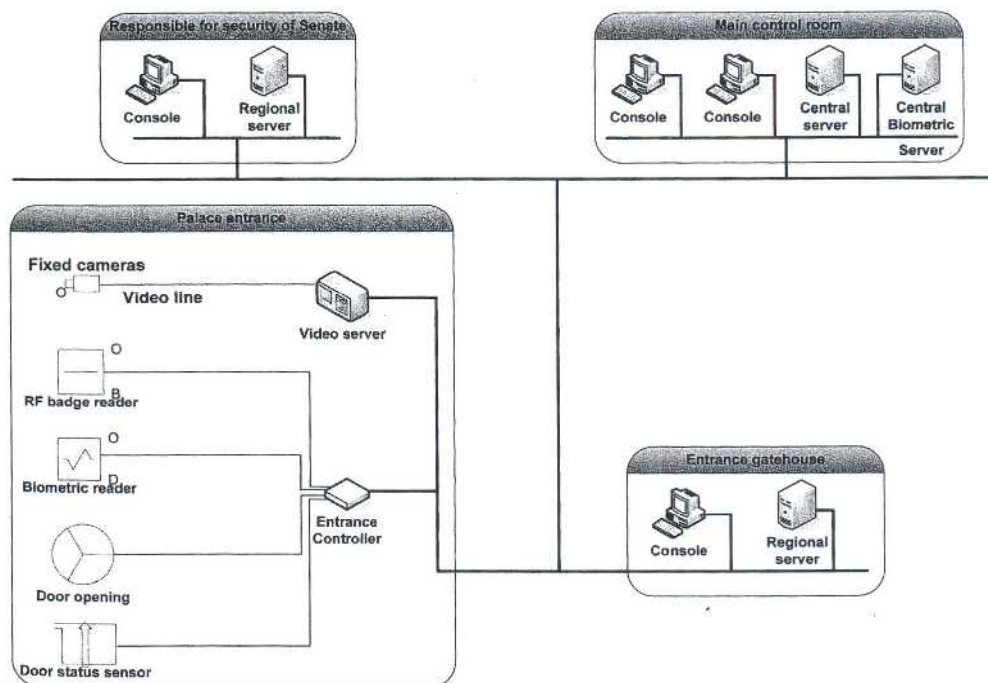 Responsible for security of Senate
Console
Regional
server
Main control room
Console
Console
Central
server
Central
Biometric
Server
Palace entrance
Fixed cameras
O
Video line
Video server
O
B
RF badge reader
O
D
Biometric reader
Entrance
Controller
Door opening
Door status sensor
Entrance gatehouse
Console
Regional
server